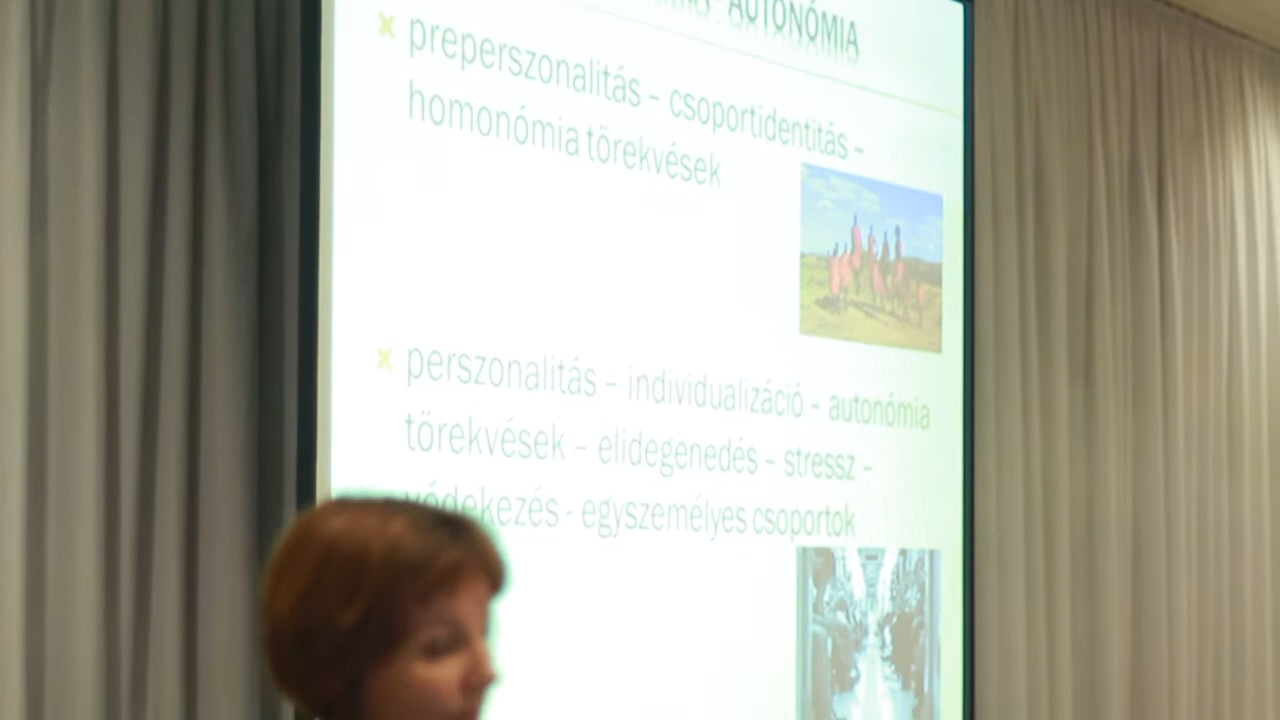 AUTONÓMIA
preperszonalitás – csoportidentitás –
homonómia törekvések
perszonalitás – individualizáció – autonómia
törekvések – elidegenedés – stressz –
védekezés - egyszemélyes csoportok